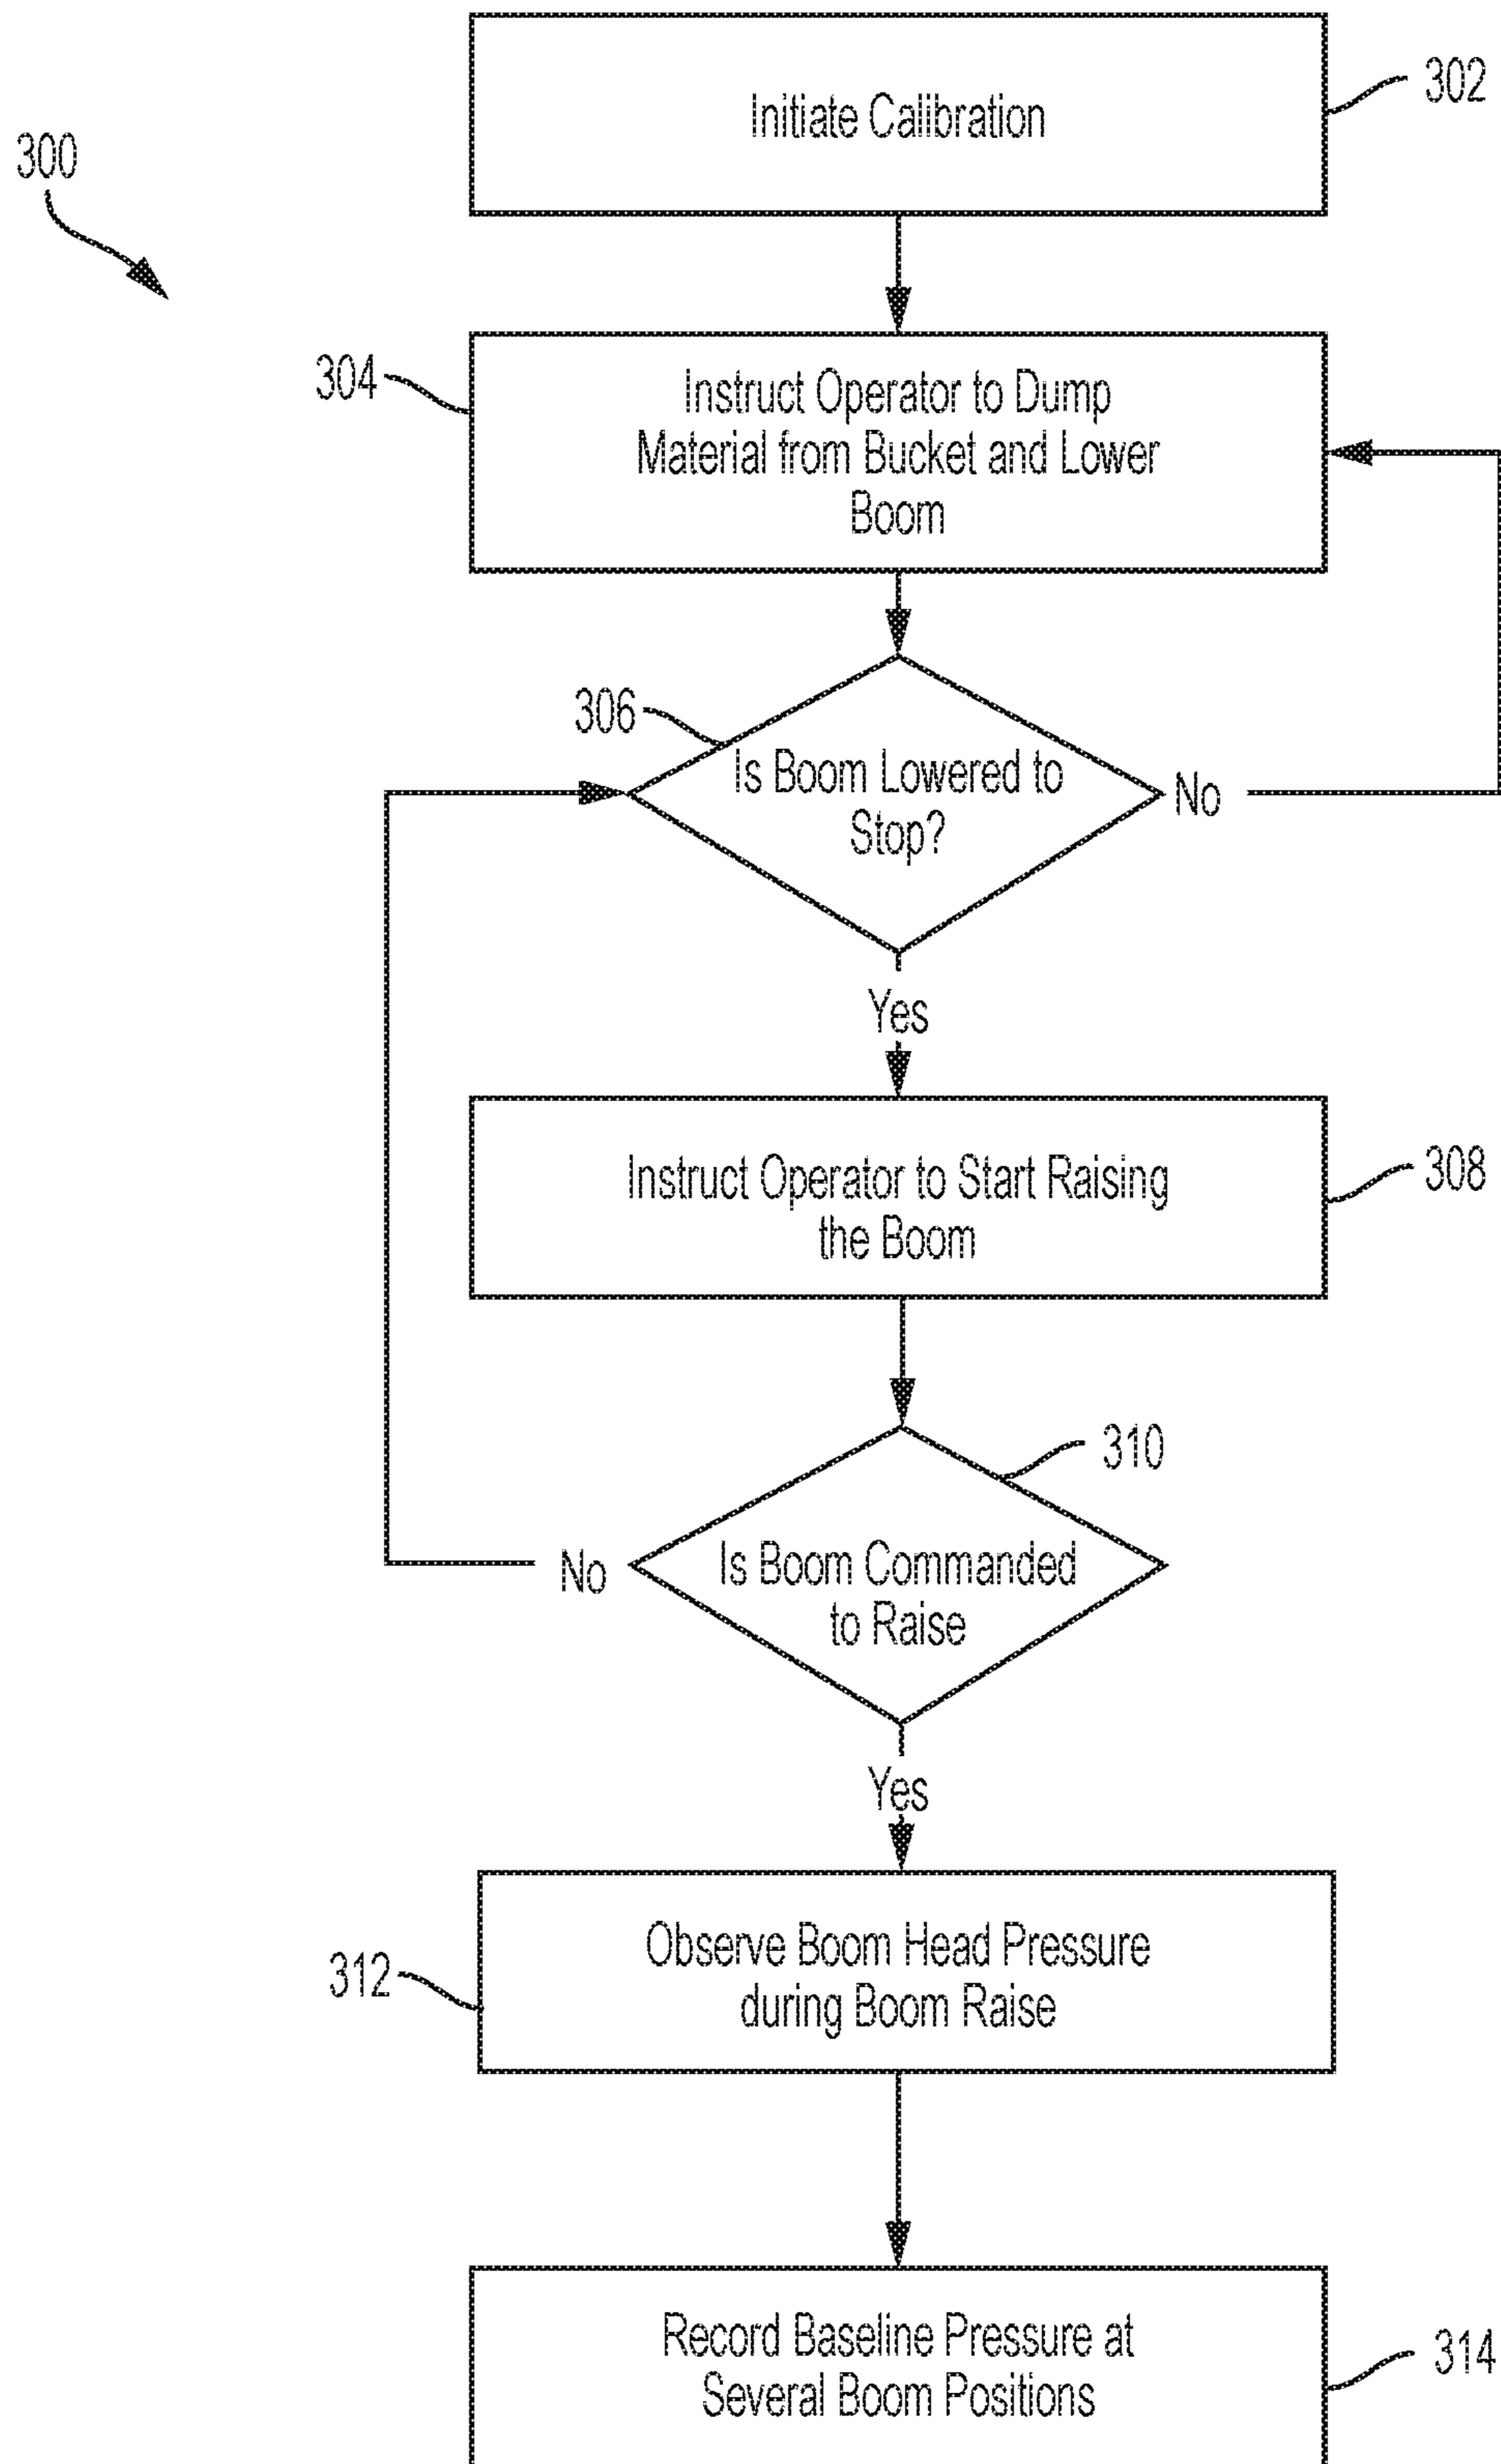 302
Initiate Calibration
300
304
Instruct Operator to Dump
Material from Bucket and Lower
Boom
306
Is Boom Lowered to
Stop?
No
Yes
Instruct Operator to Start Raising
the Boom
308
310
Is Boom Commanded
to Raise
No
Yes
Observe Boom Head Pressure
during Boom Raise
312
Record Baseline Pressure at
Several Boom Positions
314